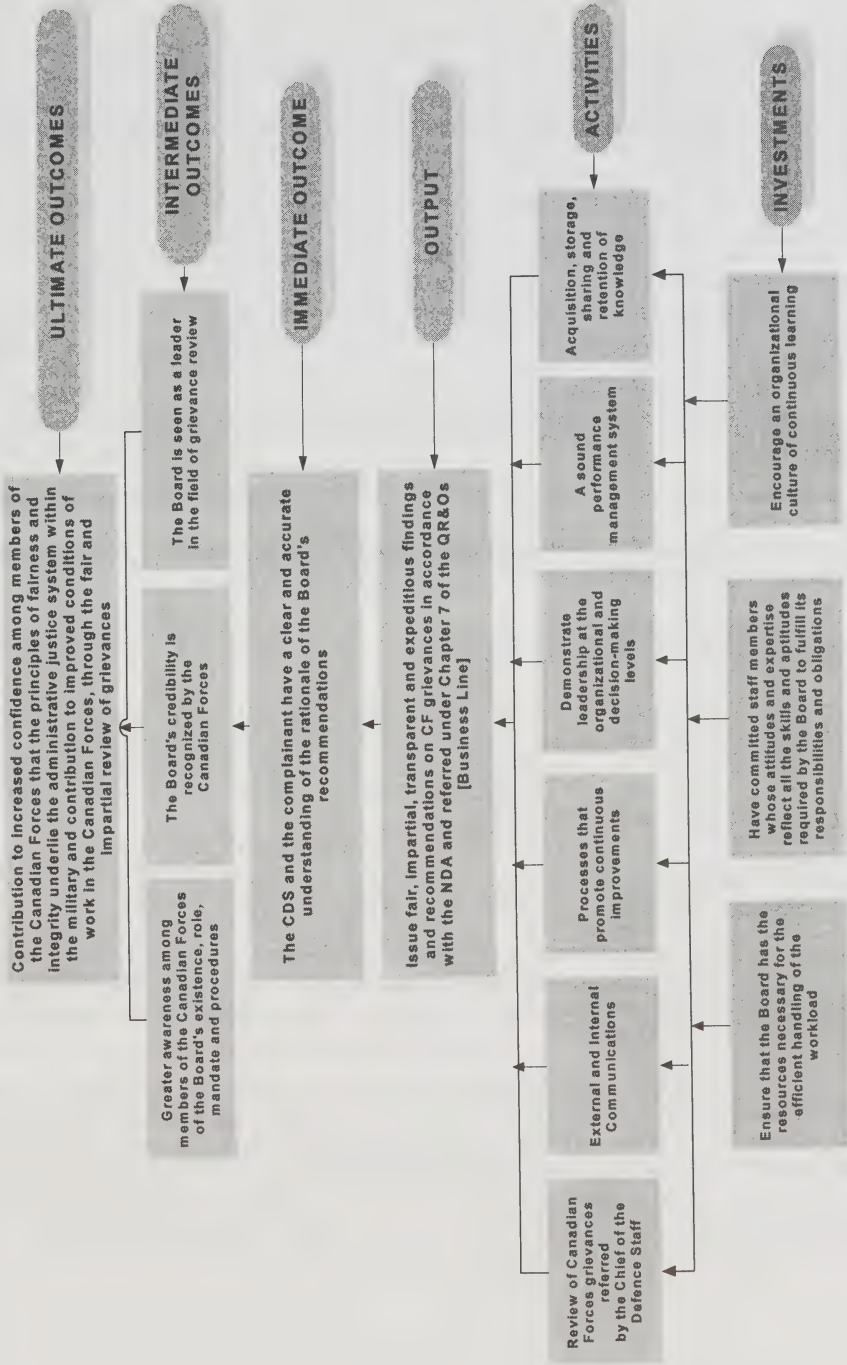 ULTIMATE OUTCOMES
Contribution to increased confidence among members of
the Canadian Forces that the principles of fairness and
integrity underlie the administrative justice system within
the military and contribution to improved conditions of
work in the Canadian Forces, through the fair and
impartial review of grievances
INTERMEDIATE
OUTCOMES
Greater awareness among
members of the Canadian Forces
of the Board's existence, role,
mandate and procedures
The Board's credibility is
recognized by the
Canadian Forces
The Board is seen as a leader
in the field of grievance review
IMMEDIATE OUTCOME
The CDS and the complainant have a clear and accurate
understanding of the rationale of the Board's
recommendations
OUTPUT
Issue fair, impartial, transparent and expeditious findings
and recommendations on CF grievances in accordance
with the NDA and referred under Chapter 7 of the QR&Os
[Business Line]
ACTIVITIES
Review of Canadian
Forces grievances
referred
by the Chief of the
Defence Staff
External and Internal
Communications
Processes that
promote continuous
improvements
Demonstrate
leadership at the
organizational and
decision-making
levels
A sound
performance
management system
Acquisition, storage,
sharing and
retention of
knowledge
INVESTMENTS
Ensure that the Board has the
resources necessary for the
efficient handling of the
workload
Have committed staff members
whose attitudes and expertise
reflect all the skills and aptitudes
required by the Board to fulfill its
responsibilities and obligations
Encourage an organizational
culture of continuous learning